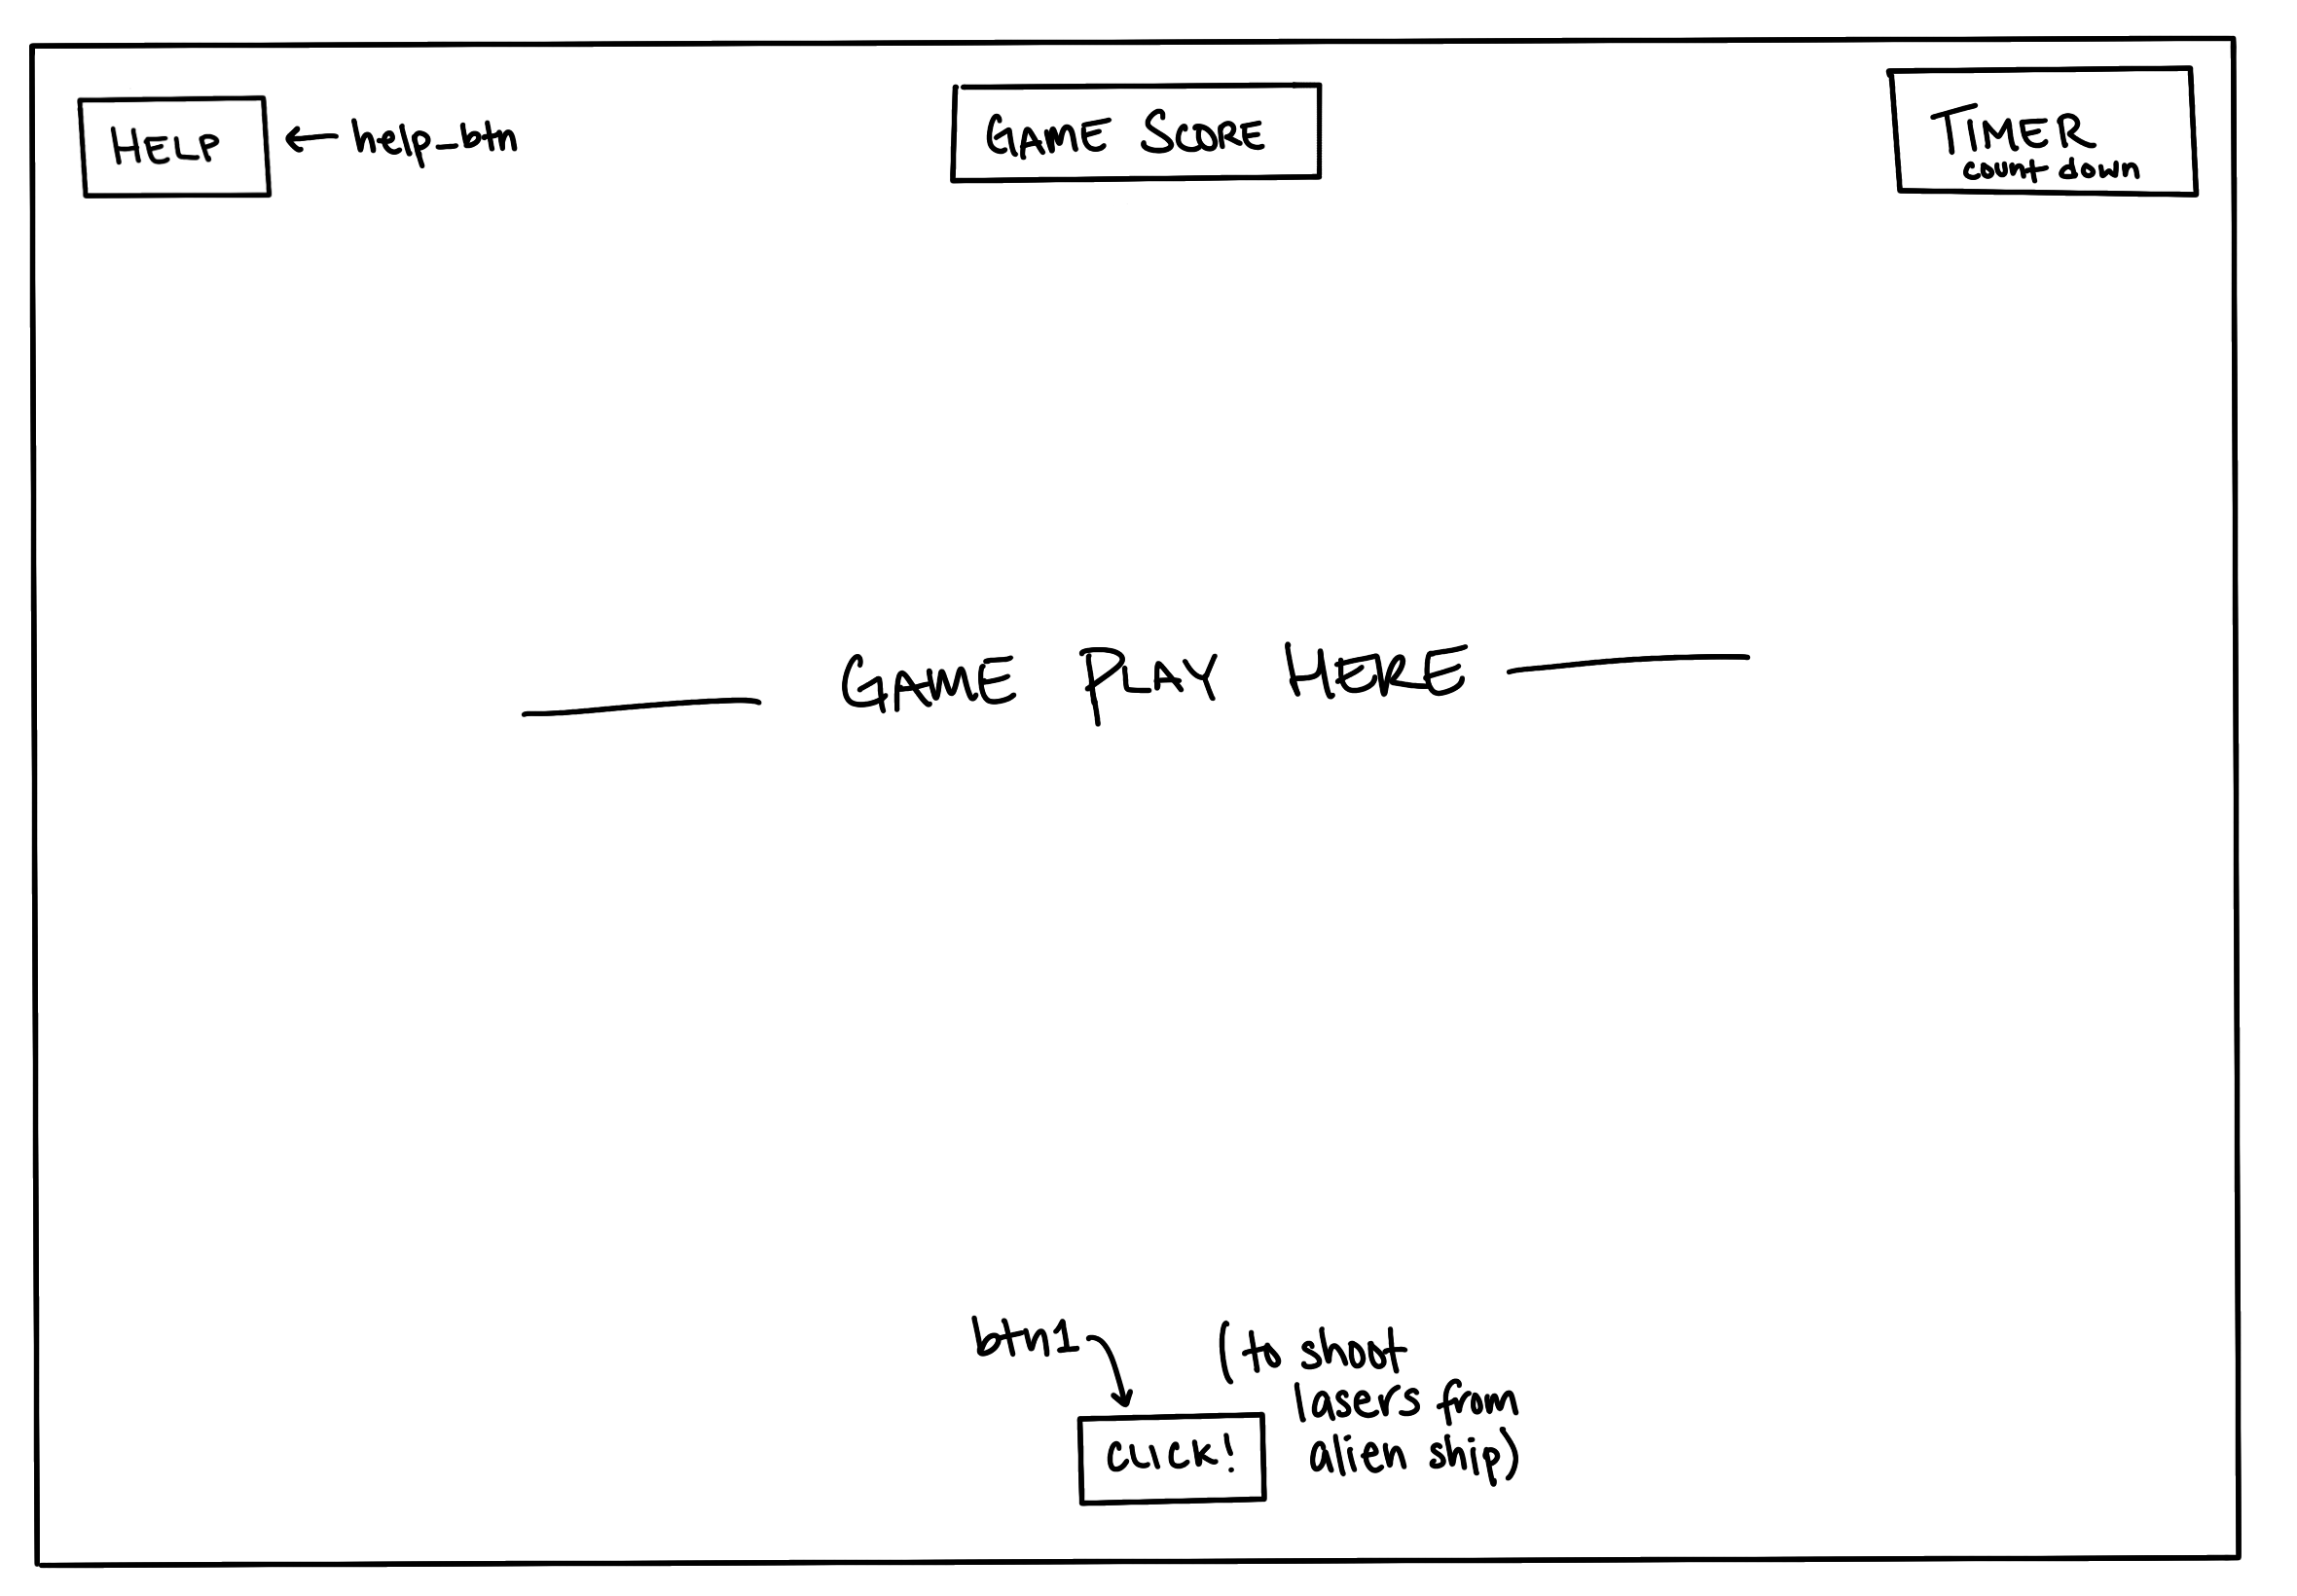 HELP
help_btn
GAME SCORE
TIMER
count down
GAME PLAY HERE
btn1
(to shoot
lasers from
alien ship)
CLICK!